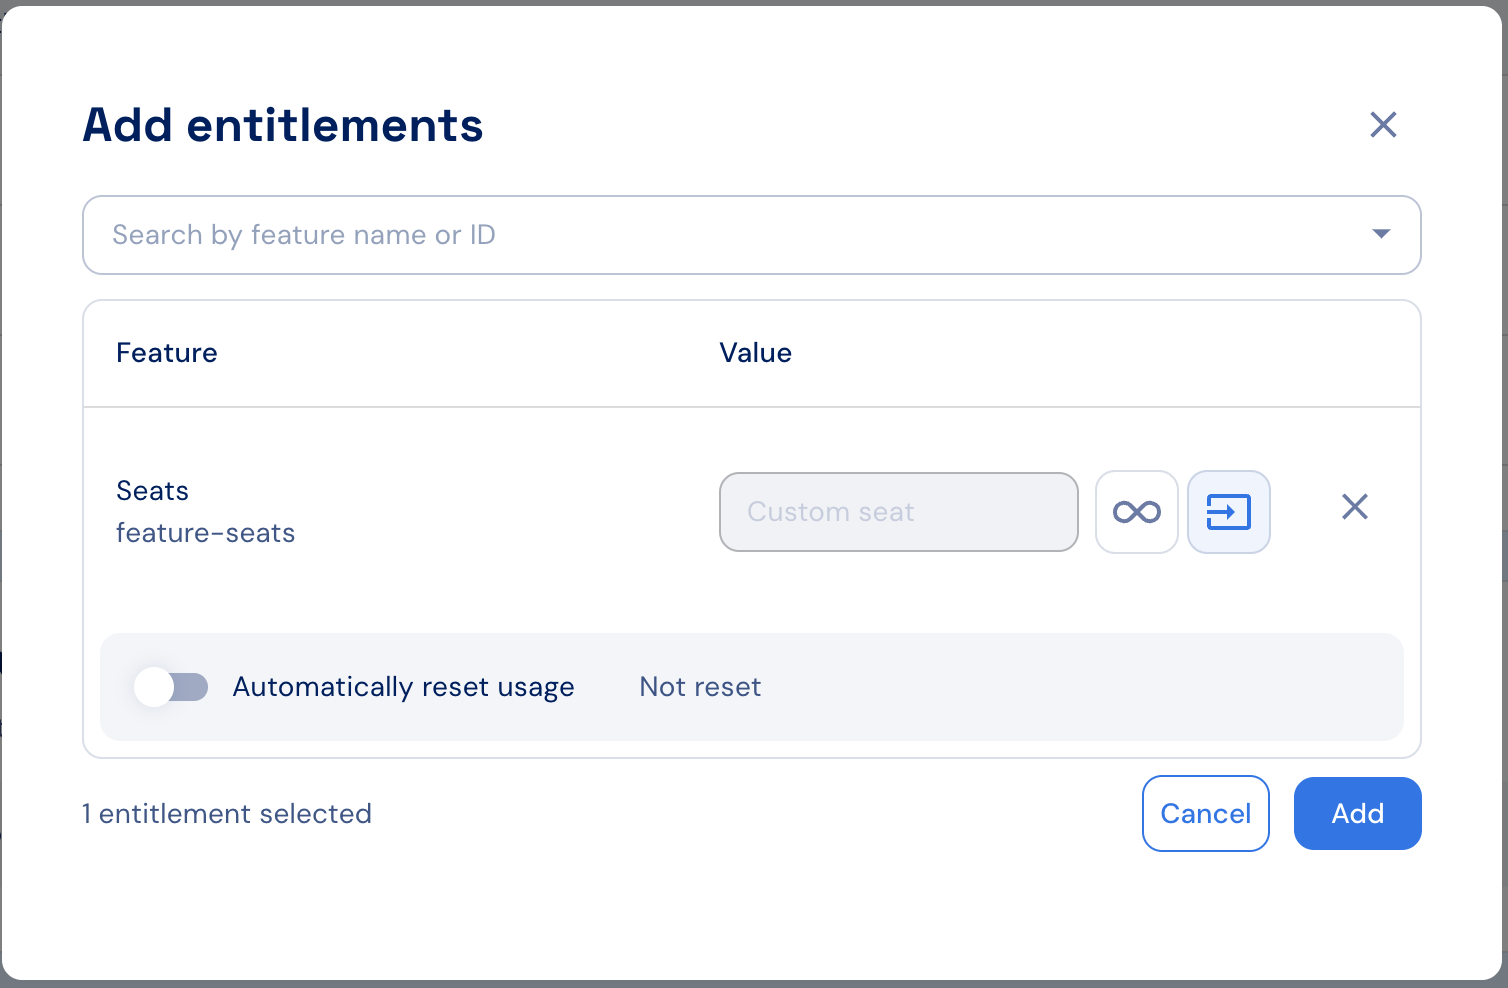 Add entitlements
Search by feature name or ID
Feature Value
Seats
feature-seats
Custom seat
Automatically reset usage Not reset
1 entitlement selected
Cancel Add